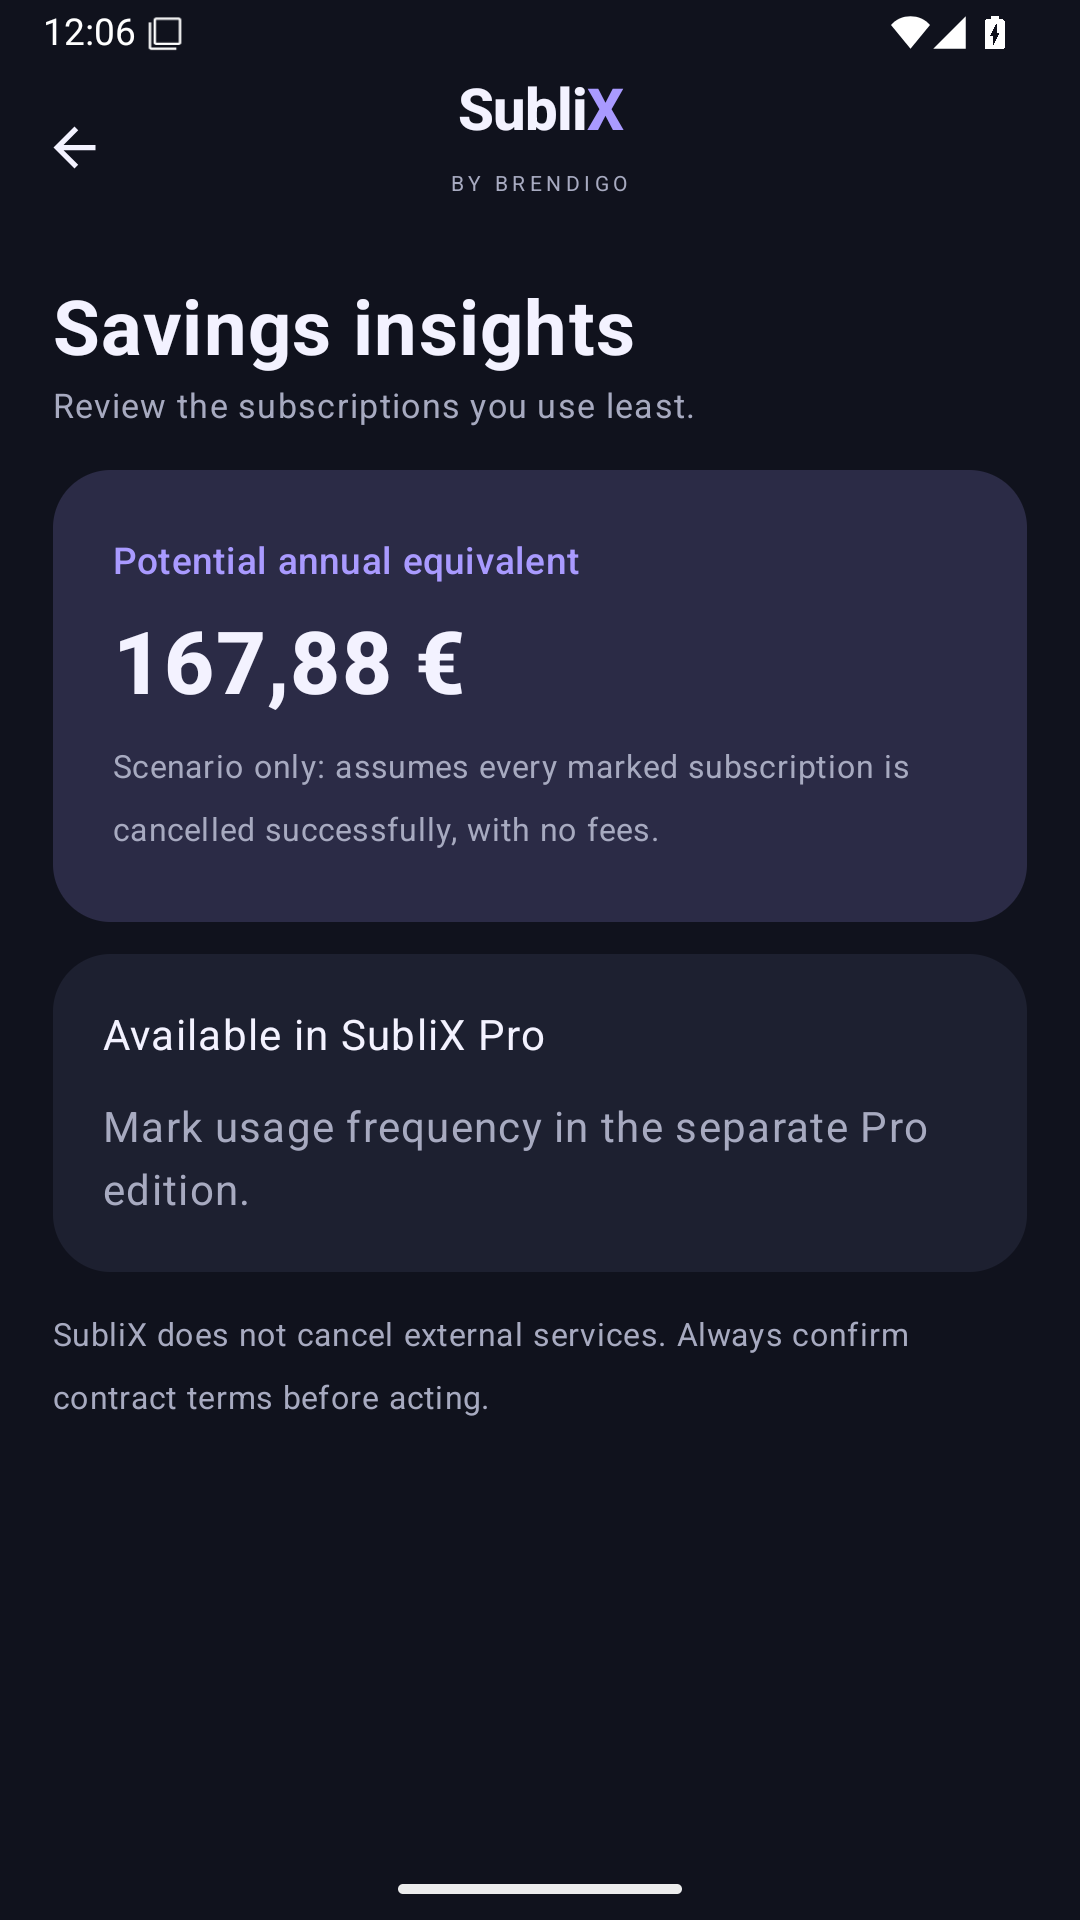 12:06
SubliX
BY BRENDIGO
Savings insights
Review the subscriptions you use least.
Potential annual equivalent
167,88 €
Scenario only: assumes every marked subscription is
cancelled successfully, with no fees.
Available in SubliX Pro
Mark usage frequency in the separate Pro
edition.
SubliX does not cancel external services. Always confirm
contract terms before acting.